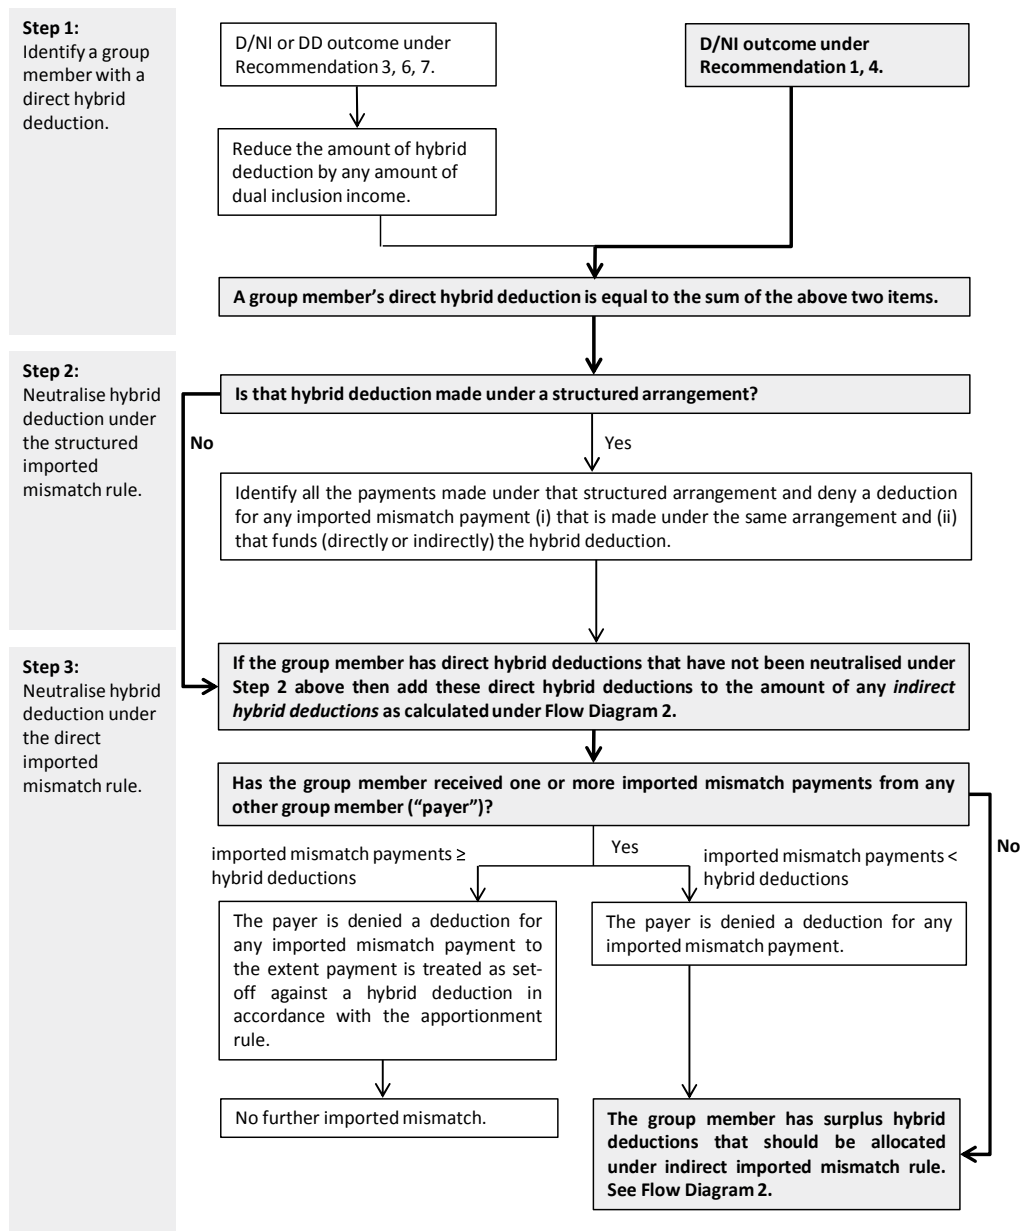 Step 1:
Identify a group
member with a
direct hybrid
deduction.
D/NI or DD outcome under
Recommendation 3, 6, 7.
D/NI outcome under
Recommendation 1, 4.
Reduce the amount of hybrid
deduction by any amount of
dual inclusion income.
A group member’s direct hybrid deduction is equal to the sum of the above two items.
Step 2:
Neutralise hybrid
deduction under
the structured
imported
mismatch rule.
Is that hybrid deduction made under a structured arrangement?
No
Yes
Identify all the payments made under that structured arrangement and deny a deduction
for any imported mismatch payment (i) that is made under the same arrangement and (ii)
that funds (directly or indirectly) the hybrid deduction.
Step 3:
Neutralise hybrid
deduction under
the direct
imported
mismatch rule.
If the group member has direct hybrid deductions that have not been neutralised under
Step 2 above then add these direct hybrid deductions to the amount of any indirect
hybrid deductions as calculated under Flow Diagram 2.
Has the group member received one or more imported mismatch payments from any
other group member (“payer”)?
Yes
No
imported mismatch payments ≥
hybrid deductions
imported mismatch payments <
hybrid deductions
The payer is denied a deduction for
any imported mismatch payment to
the extent payment is treated as set-
off against a hybrid deduction in
accordance with the apportionment
rule.
The payer is denied a deduction for any
imported mismatch payment.
No further imported mismatch.
The group member has surplus hybrid
deductions that should be allocated
under indirect imported mismatch rule.
See Flow Diagram 2.